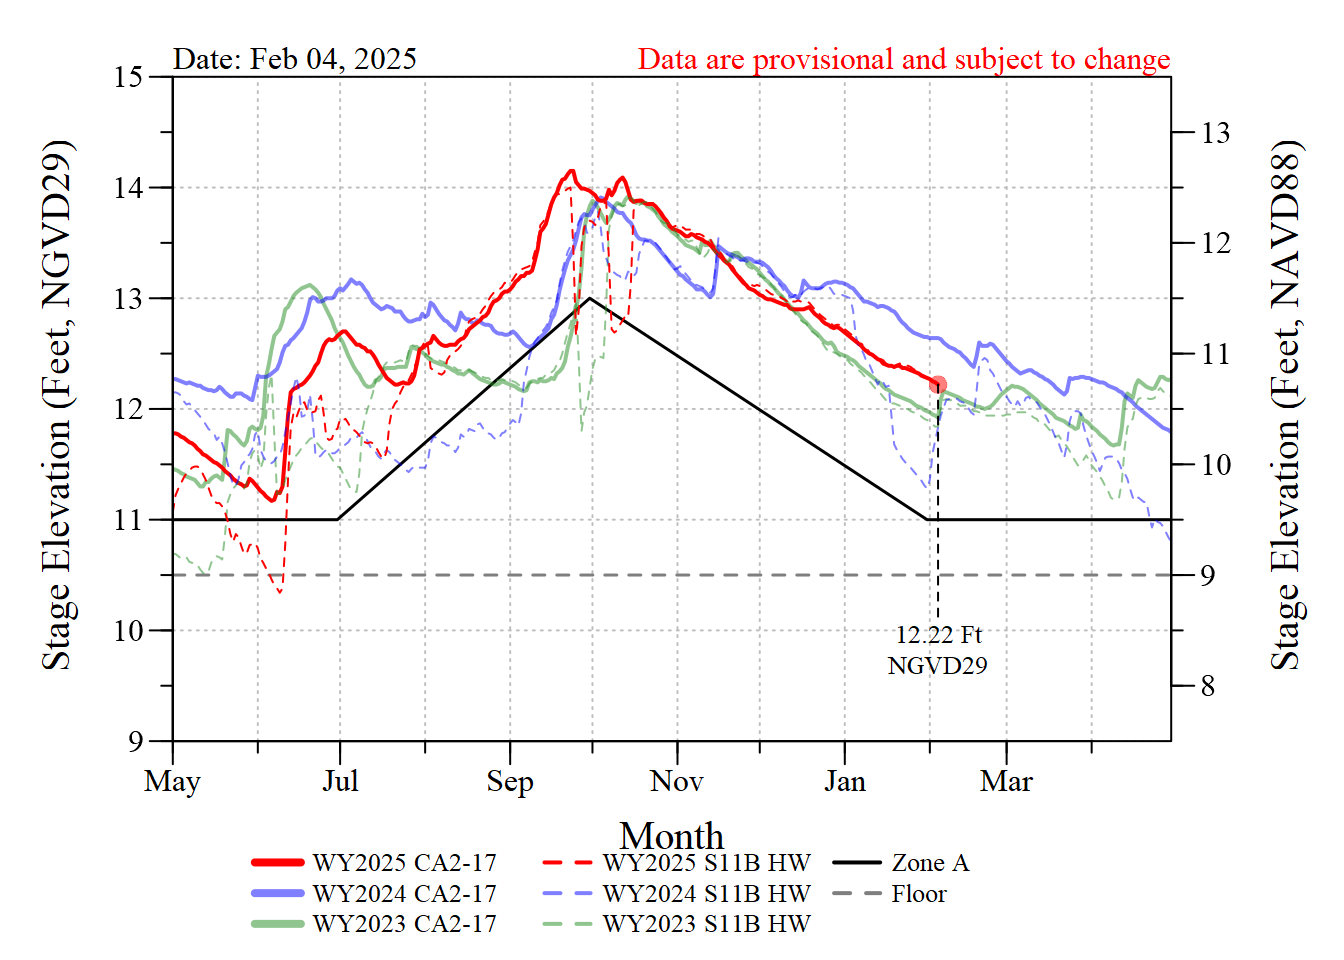 Date: Feb 04, 2025
Data are provisional and subject to change
Stage Elevation (Feet, NGVD29)
15
14
13
12
11
10
9
13
12
11
10
9
8
Stage Elevation (Feet, NAVD88)
12.22 Ft
NGVD29
May Jul Sep Nov Jan Mar
Month
WY2025 CA2-17 WY2025 S11B HW Zone A
WY2024 CA2-17 WY2024 S11B HW Floor
WY2023 CA2-17 WY2023 S11B HW